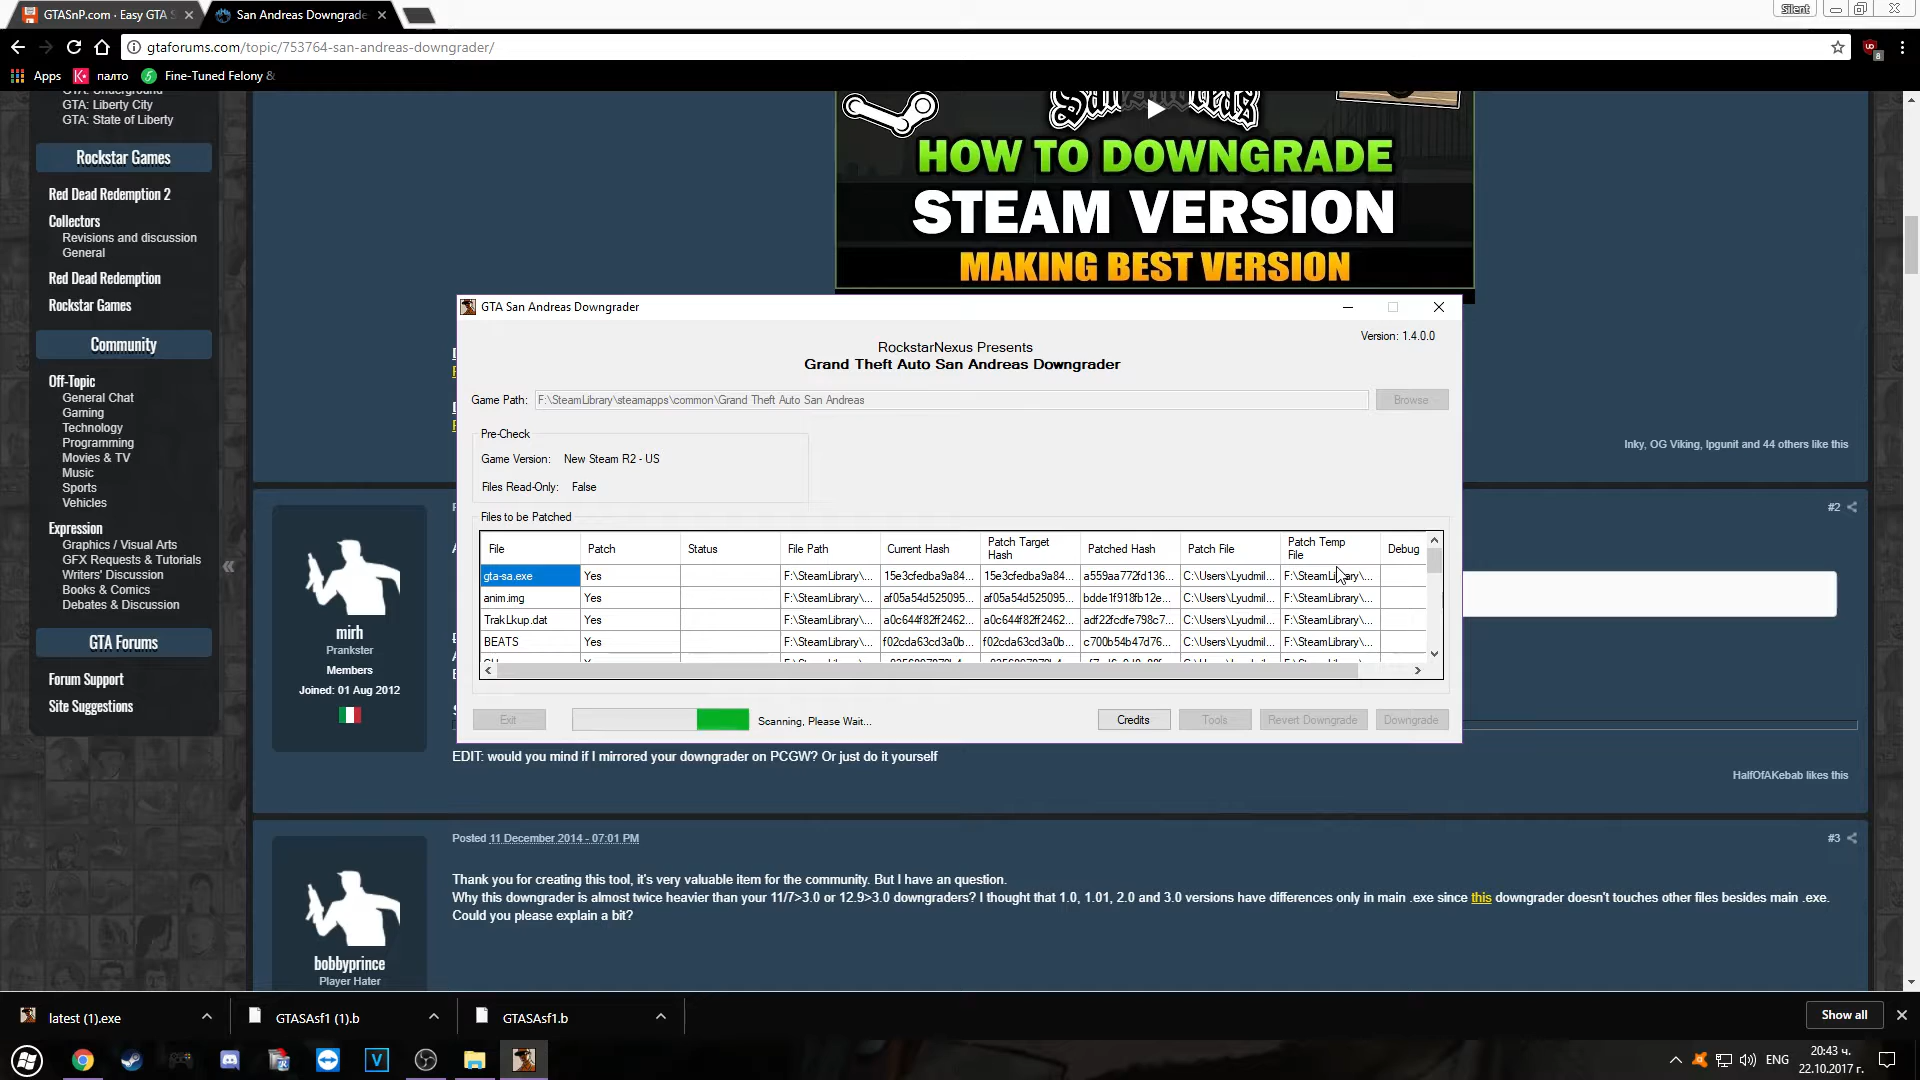 GTASnP.com - Easy GTA S
San Andreas Downgrade
Silent
gtaforums.com/topic/753764-san-andreas-downgrader/
8
Apps
палто
Fine-Tuned Felony &
GTA: Underground
GTA: Liberty City
GTA: State of Liberty
Rockstar Games
Red Dead Redemption 2
Collectors
Revisions and discussion
General
Red Dead Redemption
Rockstar Games
Community
Off-Topic
General Chat
Gaming
Technology
Programming
Movies & TV
Music
Sports
Vehicles
Expression
Graphics / Visual Arts
GFX Requests & Tutorials
Writers' Discussion
Books & Comics
Debates & Discussion
GTA Forums
Forum Support
Site Suggestions
San Andreas
HOW TO DOWNGRADE
STEAM VERSION
MAKING BEST VERSION
Inky, OG Viking, lpgunit and 44 others like this
GTA San Andreas Downgrader
Version: 1.4.0.0
RockstarNexus Presents
Grand Theft Auto San Andreas Downgrader
Game Path: F:\SteamLibrary\steamapps\common\Grand Theft Auto San Andreas Browse
Pre-Check
Game Version: New Steam R2 - US
Files Read-Only: False
Files to be Patched
File Patch Status File Path Current Hash Patch Target Hash Patched Hash Patch File Patch Temp File Debug
gta-sa.exe Yes F:\SteamLibrary\... 15e3cfedba9a84... 15e3cfedba9a84... a559aa772fd136... C:\Users\Lyudmil... F:\SteamLibrary\...
anim.img Yes F:\SteamLibrary\... af05a54d525095... af05a54d525095... bdde1f918fb12e... C:\Users\Lyudmil... F:\SteamLibrary\...
TrakLkup.dat Yes F:\SteamLibrary\... a0c644f82ff2462... a0c644f82ff2462... adf22fcdfe798c7... C:\Users\Lyudmil... F:\SteamLibrary\...
BEATS Yes F:\SteamLibrary\... f02cda63cd3a0b... f02cda63cd3a0b... c700b54b47d76... C:\Users\Lyudmil... F:\SteamLibrary\...
Exit Scanning, Please Wait... Credits Tools Revert Downgrade Downgrade
#2
mirh
Prankster
Members
Joined: 01 Aug 2012
EDIT: would you mind if I mirrored your downgrader on PCGW? Or just do it yourself
HalfOfAKebab likes this
Posted 11 December 2014 - 07:01 PM
#3
bobbyprince
Player Hater
Thank you for creating this tool, it's very valuable item for the community. But I have an question.
Why this downgrader is almost twice heavier than your 11/7>3.0 or 12.9>3.0 downgraders? I thought that 1.0, 1.01, 2.0 and 3.0 versions have differences only in main .exe since this downgrader doesn't touches other files besides main .exe.
Could you please explain a bit?
latest (1).exe
GTASAsf1 (1).b
GTASAsf1.b
Show all
ENG
20:43 ч.
22.10.2017 г.